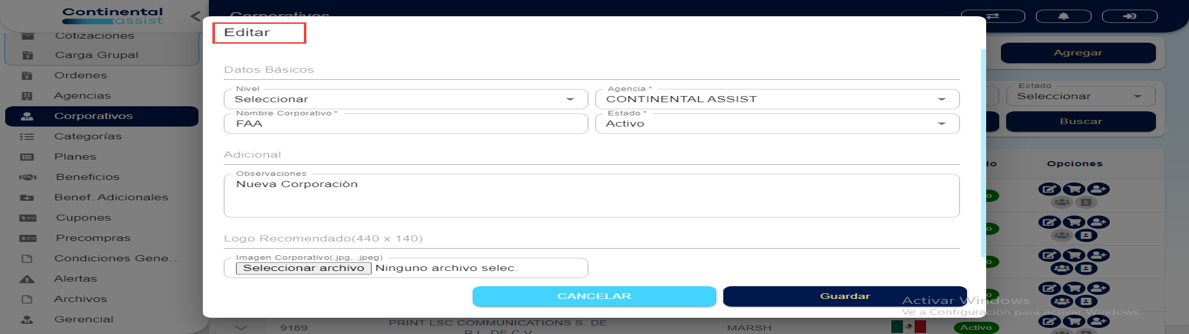 Continental
assist
Corporativos
Cotizaciones
Carga Grupal
Ordenes
Agencias
Corporativos
Categorías
Planes
Beneficios
Benef. Adicionales
Cupones
Precompras
Condiciones Gene...
Alertas
Archivos
Gerencial
Editar
Datos Básicos
Nivel
Seleccionar
Agencia *
CONTINENTAL ASSIST
Nombre Corporativo *
FAA
Estado *
Activo
Adicional
Observaciones
Nueva Corporaciòn
Logo Recomendado(440 x 140)
Imagen Corporativo(.jpg, .jpeg)
Seleccionar archivo Ninguno archivo selec.
CANCELAR
Guardar
Agregar
Estado
Seleccionar
Buscar
do
Opciones
9189
PRINT LSC COMMUNICATIONS S. DE
R.L. DE C.V.
MARSH
Activo
Activar Windows
Ve a Configuración para activar Windows.